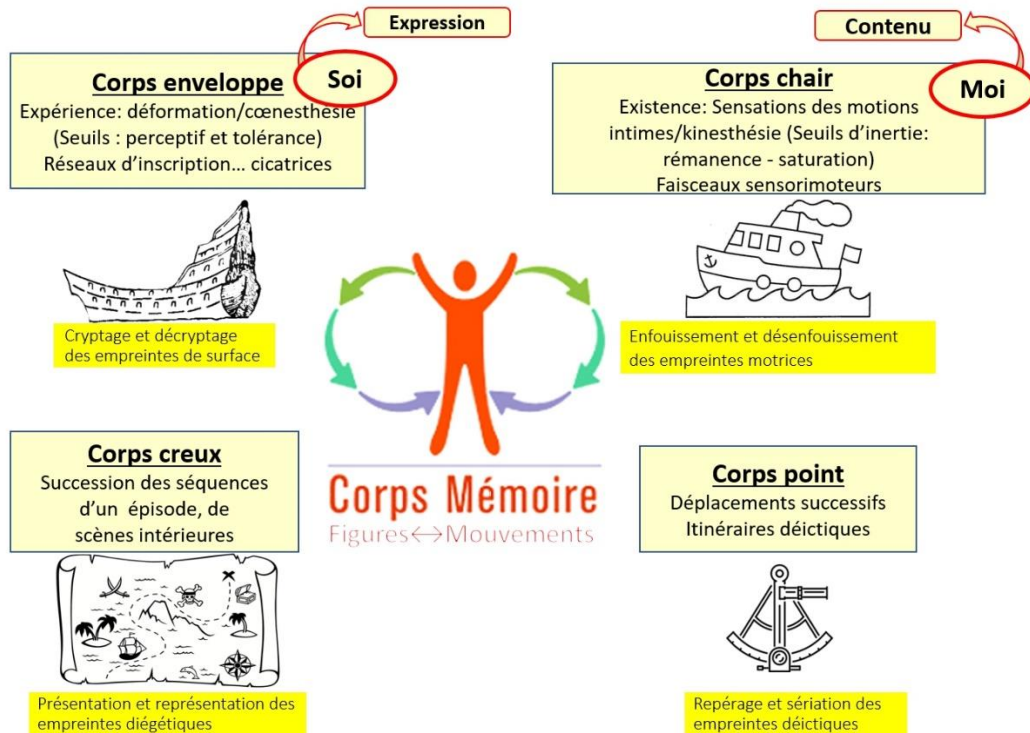 Expression
Soi
Corps enveloppe
Expérience: déformation/cœnesthésie
(Seuils : perceptif et tolérance)
Réseaux d'inscription... cicatrices
Cryptage et décryptage
des empreintes de surface
Contenu
Moi
Corps chair
Existence: Sensations des motions
intimes/kinesthésie (Seuils d'inertie:
rémanence - saturation)
Faisceaux sensorimoteurs
Enfouissement et désenfouissement
des empreintes motrices
Corps Mémoire
Figures↔Mouvements
Corps creux
Succession des séquences
d'un épisode, de
scènes intérieures
Présentation et représentation des
empreintes diégétiques
Corps point
Déplacements successifs
Itinéraires déictiques
Repérage et sériation des
empreintes déictiques